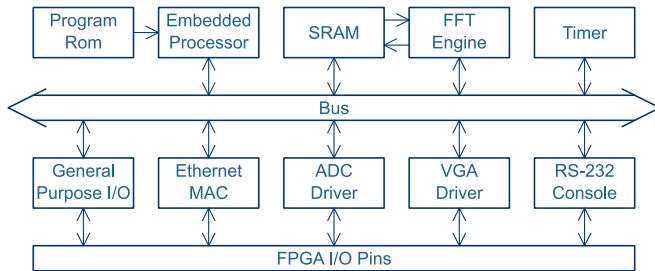 Program
Rom
Embedded
Processor
SRAM
FFT
Engine
Timer
Bus
General
Purpose I/O
Ethernet
MAC
ADC
Driver
VGA
Driver
RS-232
Console
FPGA I/O Pins